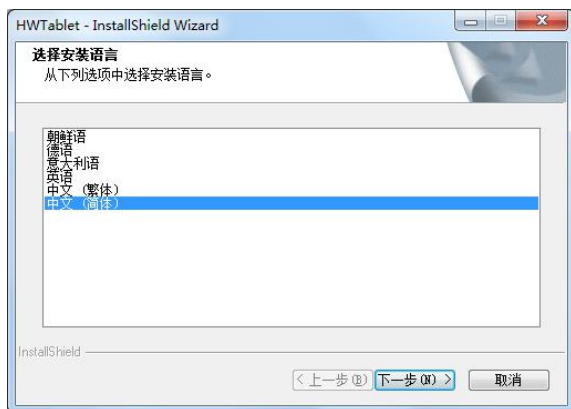 HWTablet - InstallShield Wizard
选择安装语言
从下列选项中选择安装语言。
朝鲜语
德语
意大利语
英语
中文 (繁体)
中文 (简体)
InstallShield
< 上一步(B) 下一步(N) > 取消